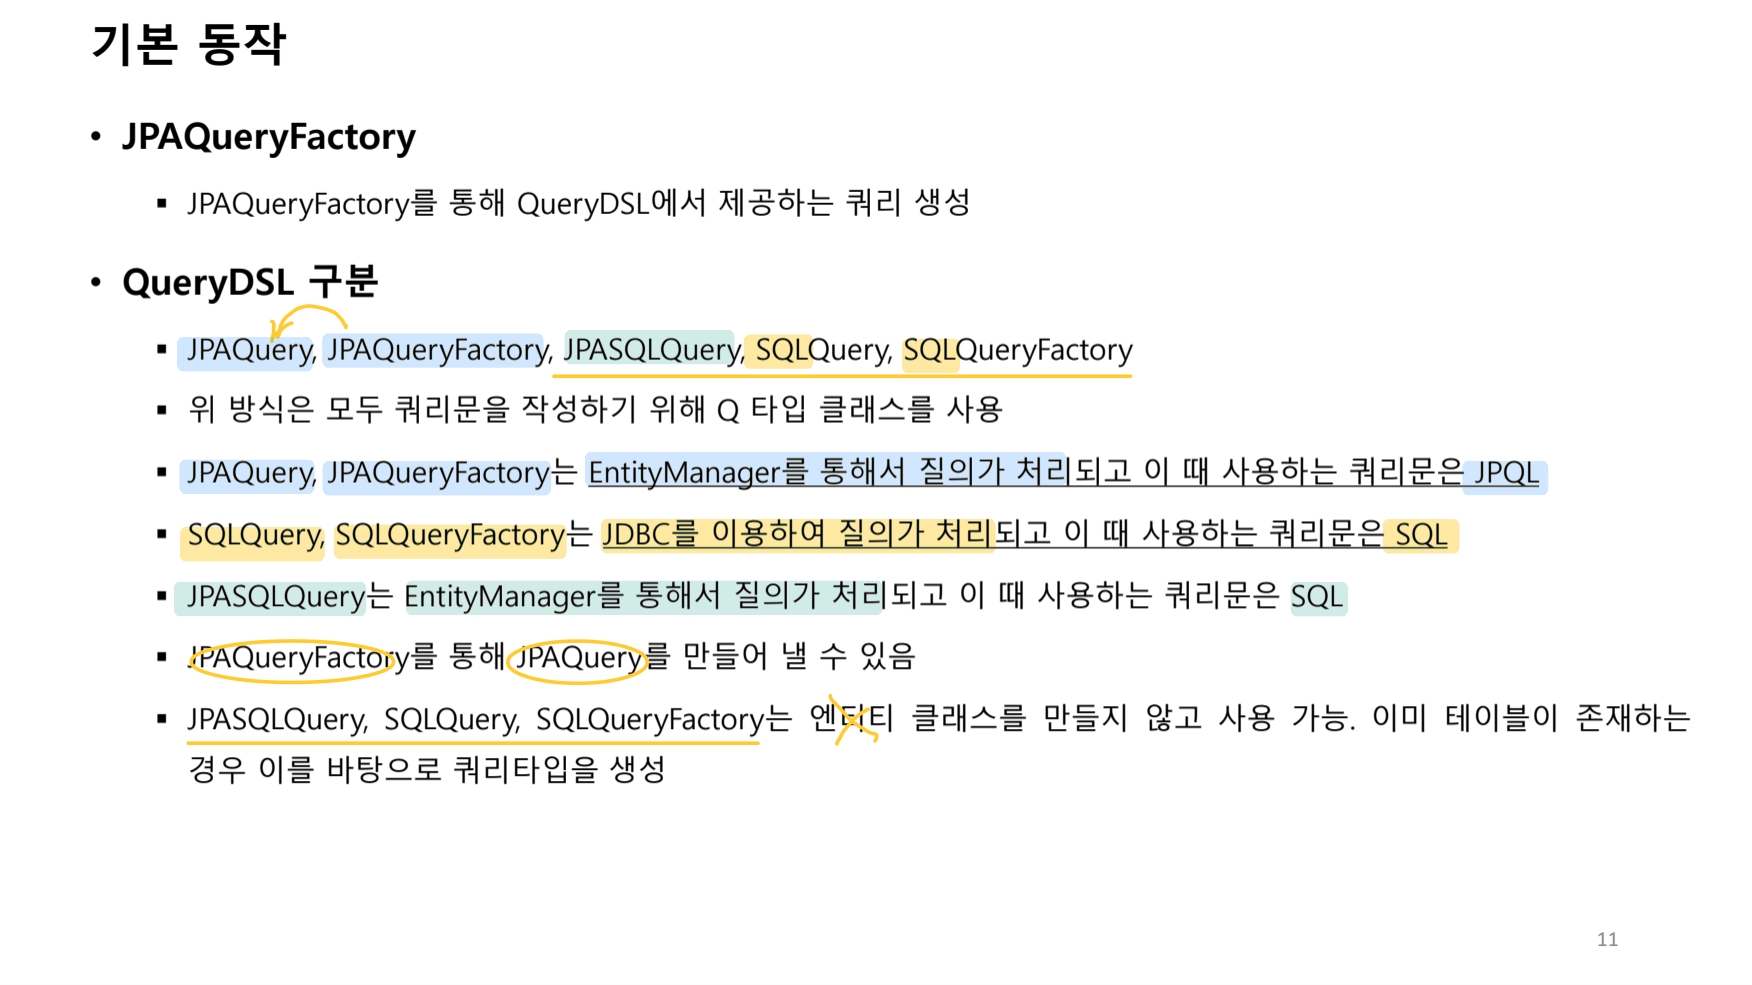 기본 동작
• JPAQueryFactory
▪ JPAQueryFactory를 통해 QueryDSL에서 제공하는 쿼리 생성
• QueryDSL 구분
▪ JPAQuery, JPAQueryFactory, JPASQLQuery, SQLQuery, SQLQueryFactory
▪ 위 방식은 모두 쿼리문을 작성하기 위해 Q 타입 클래스를 사용
▪ JPAQuery, JPAQueryFactory는 EntityManager를 통해서 질의가 처리되고 이 때 사용하는 쿼리문은 JPQL
▪ SQLQuery, SQLQueryFactory는 JDBC를 이용하여 질의가 처리되고 이 때 사용하는 쿼리문은 SQL
▪ JPASQLQuery는 EntityManager를 통해서 질의가 처리되고 이 때 사용하는 쿼리문은 SQL
▪ JPAQueryFactory를 통해 JPAQuery를 만들어 낼 수 있음
▪ JPASQLQuery, SQLQuery, SQLQueryFactory는 엔터티 클래스를 만들지 않고 사용 가능. 이미 테이블이 존재하는
경우 이를 바탕으로 쿼리타입을 생성
11